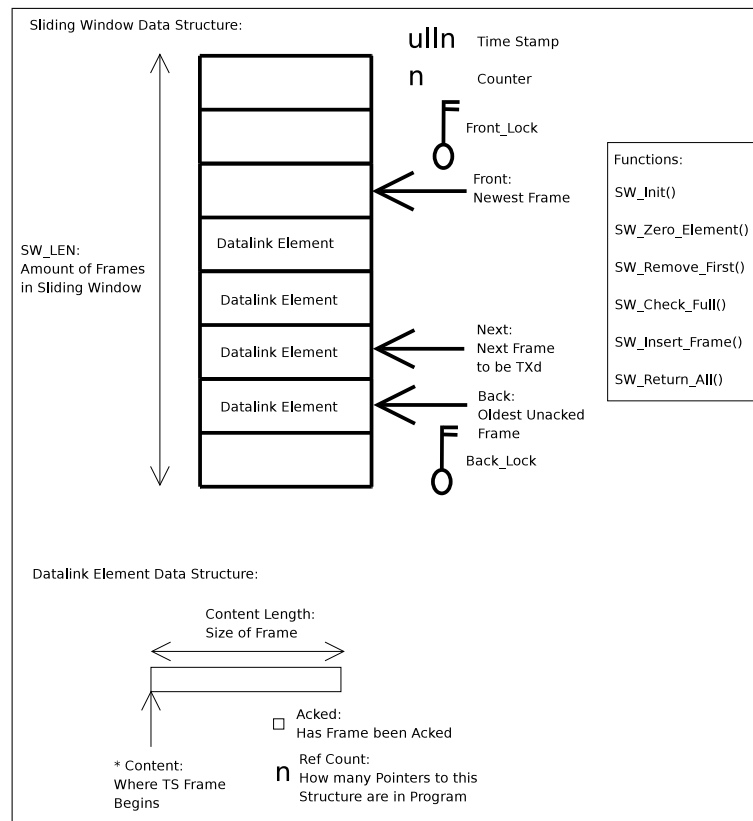 Sliding Window Data Structure:
ulln Time Stamp
n Counter
Front_Lock
Front:
Newest Frame
SW_LEN:
Amount of Frames
in Sliding Window
Datalink Element
Datalink Element
Datalink Element
Datalink Element
Next:
Next Frame
to be TXd
Back:
Oldest Unacked
Frame
Back_Lock
Functions:
SW_Init()
SW_Zero_Element()
SW_Remove_First()
SW_Check_Full()
SW_Insert_Frame()
SW_Return_All()
Datalink Element Data Structure:
Content Length:
Size of Frame
* Content:
Where TS Frame
Begins
Acked:
Has Frame been Acked
n Ref Count:
How many Pointers to this
Structure are in Program